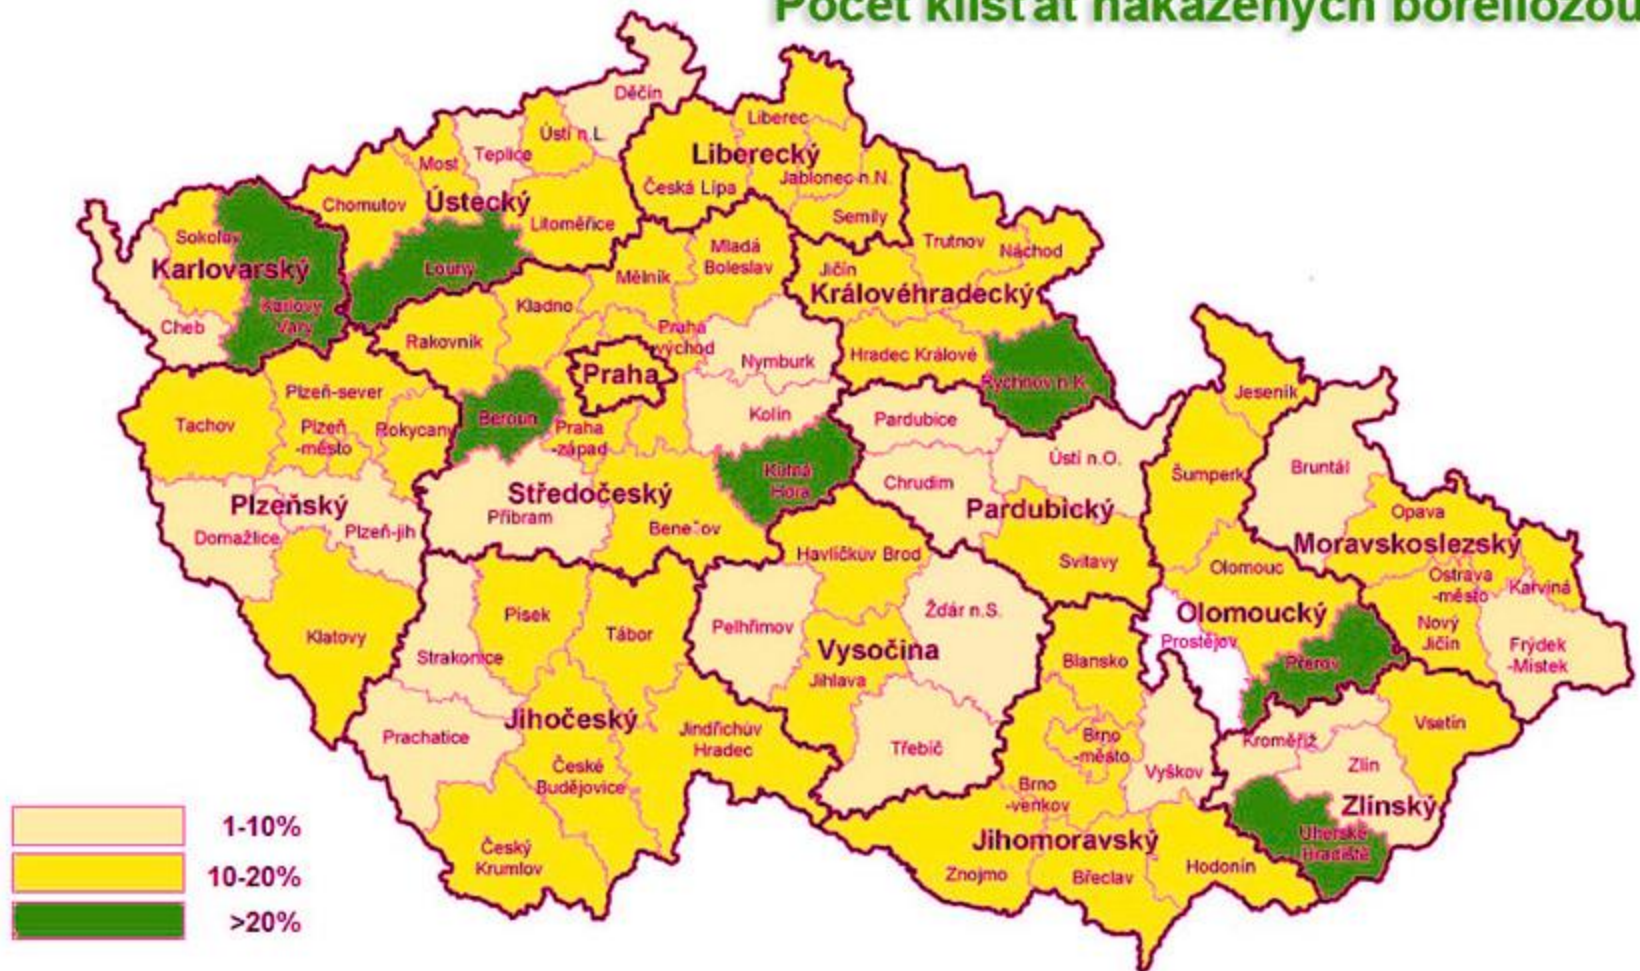 Počet klíšťat nakažených boreliózou
Děčín
Liberec
Ústí n.L.
Teplice
Most
Liberecký
Jablonec n.N.
Česká Lípa
Chomutov
Ústecký
Litoměřice
Semily
Sokolov
Trutnov
Náchod
Mladá
Boleslav
Karlovarský
Louny
Mělník
Jičín
Královéhradecký
Karlovy
Vary
Kladno
Cheb
Rakovník
Praha
východ
Nymburk
Hradec Králové
Rychnov n.K.
Praha
Plzeň-sever
Jeseník
Tachov
Plzeň
-město
Rokycany
Beroun
Praha
-západ
Kolín
Pardubice
Ústí n.O.
Bruntál
Šumperk
Kutná
Hora
Chrudim
Plzeňský
Středočeský
Příbram
Pardubický
Opava
Domažlice
Plzeň-jih
Havlíčkův Brod
Svitavy
Moravskoslezský
Olomouc
Ostrava
-město
Karviná
Klatovy
Písek
Tábor
Pelhřimov
Žďár n.S.
Olomoucký
Prostějov
Nový
Jičín
Frýdek
-Místek
Strakonice
Vysočina
Jihlava
Blansko
Přerov
Jihočeský
Prachatice
Jindřichův
Hradec
Třebíč
Brno
-město
Vyškov
Kroměříž
Vsetín
Zlín
České
Budějovice
Brno
-venkov
Zlínský
1-10%
Jihomoravský
Uherské
Hradiště
Český
Krumlov
Znojmo
Břeclav
Hodonín
10-20%
>20%